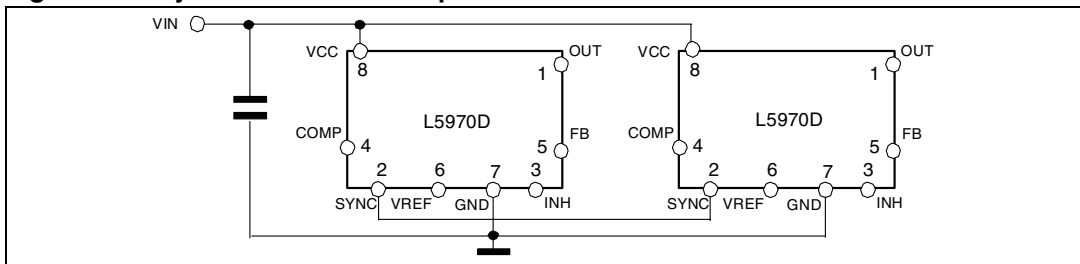 VIN
VCC
8
OUT
1
L5970D
COMP
4
5
FB
2
6
7
3
SYNC
VREF
GND
INH
VCC
8
OUT
1
L5970D
COMP
4
5
FB
2
6
7
3
SYNC
VREF
GND
INH